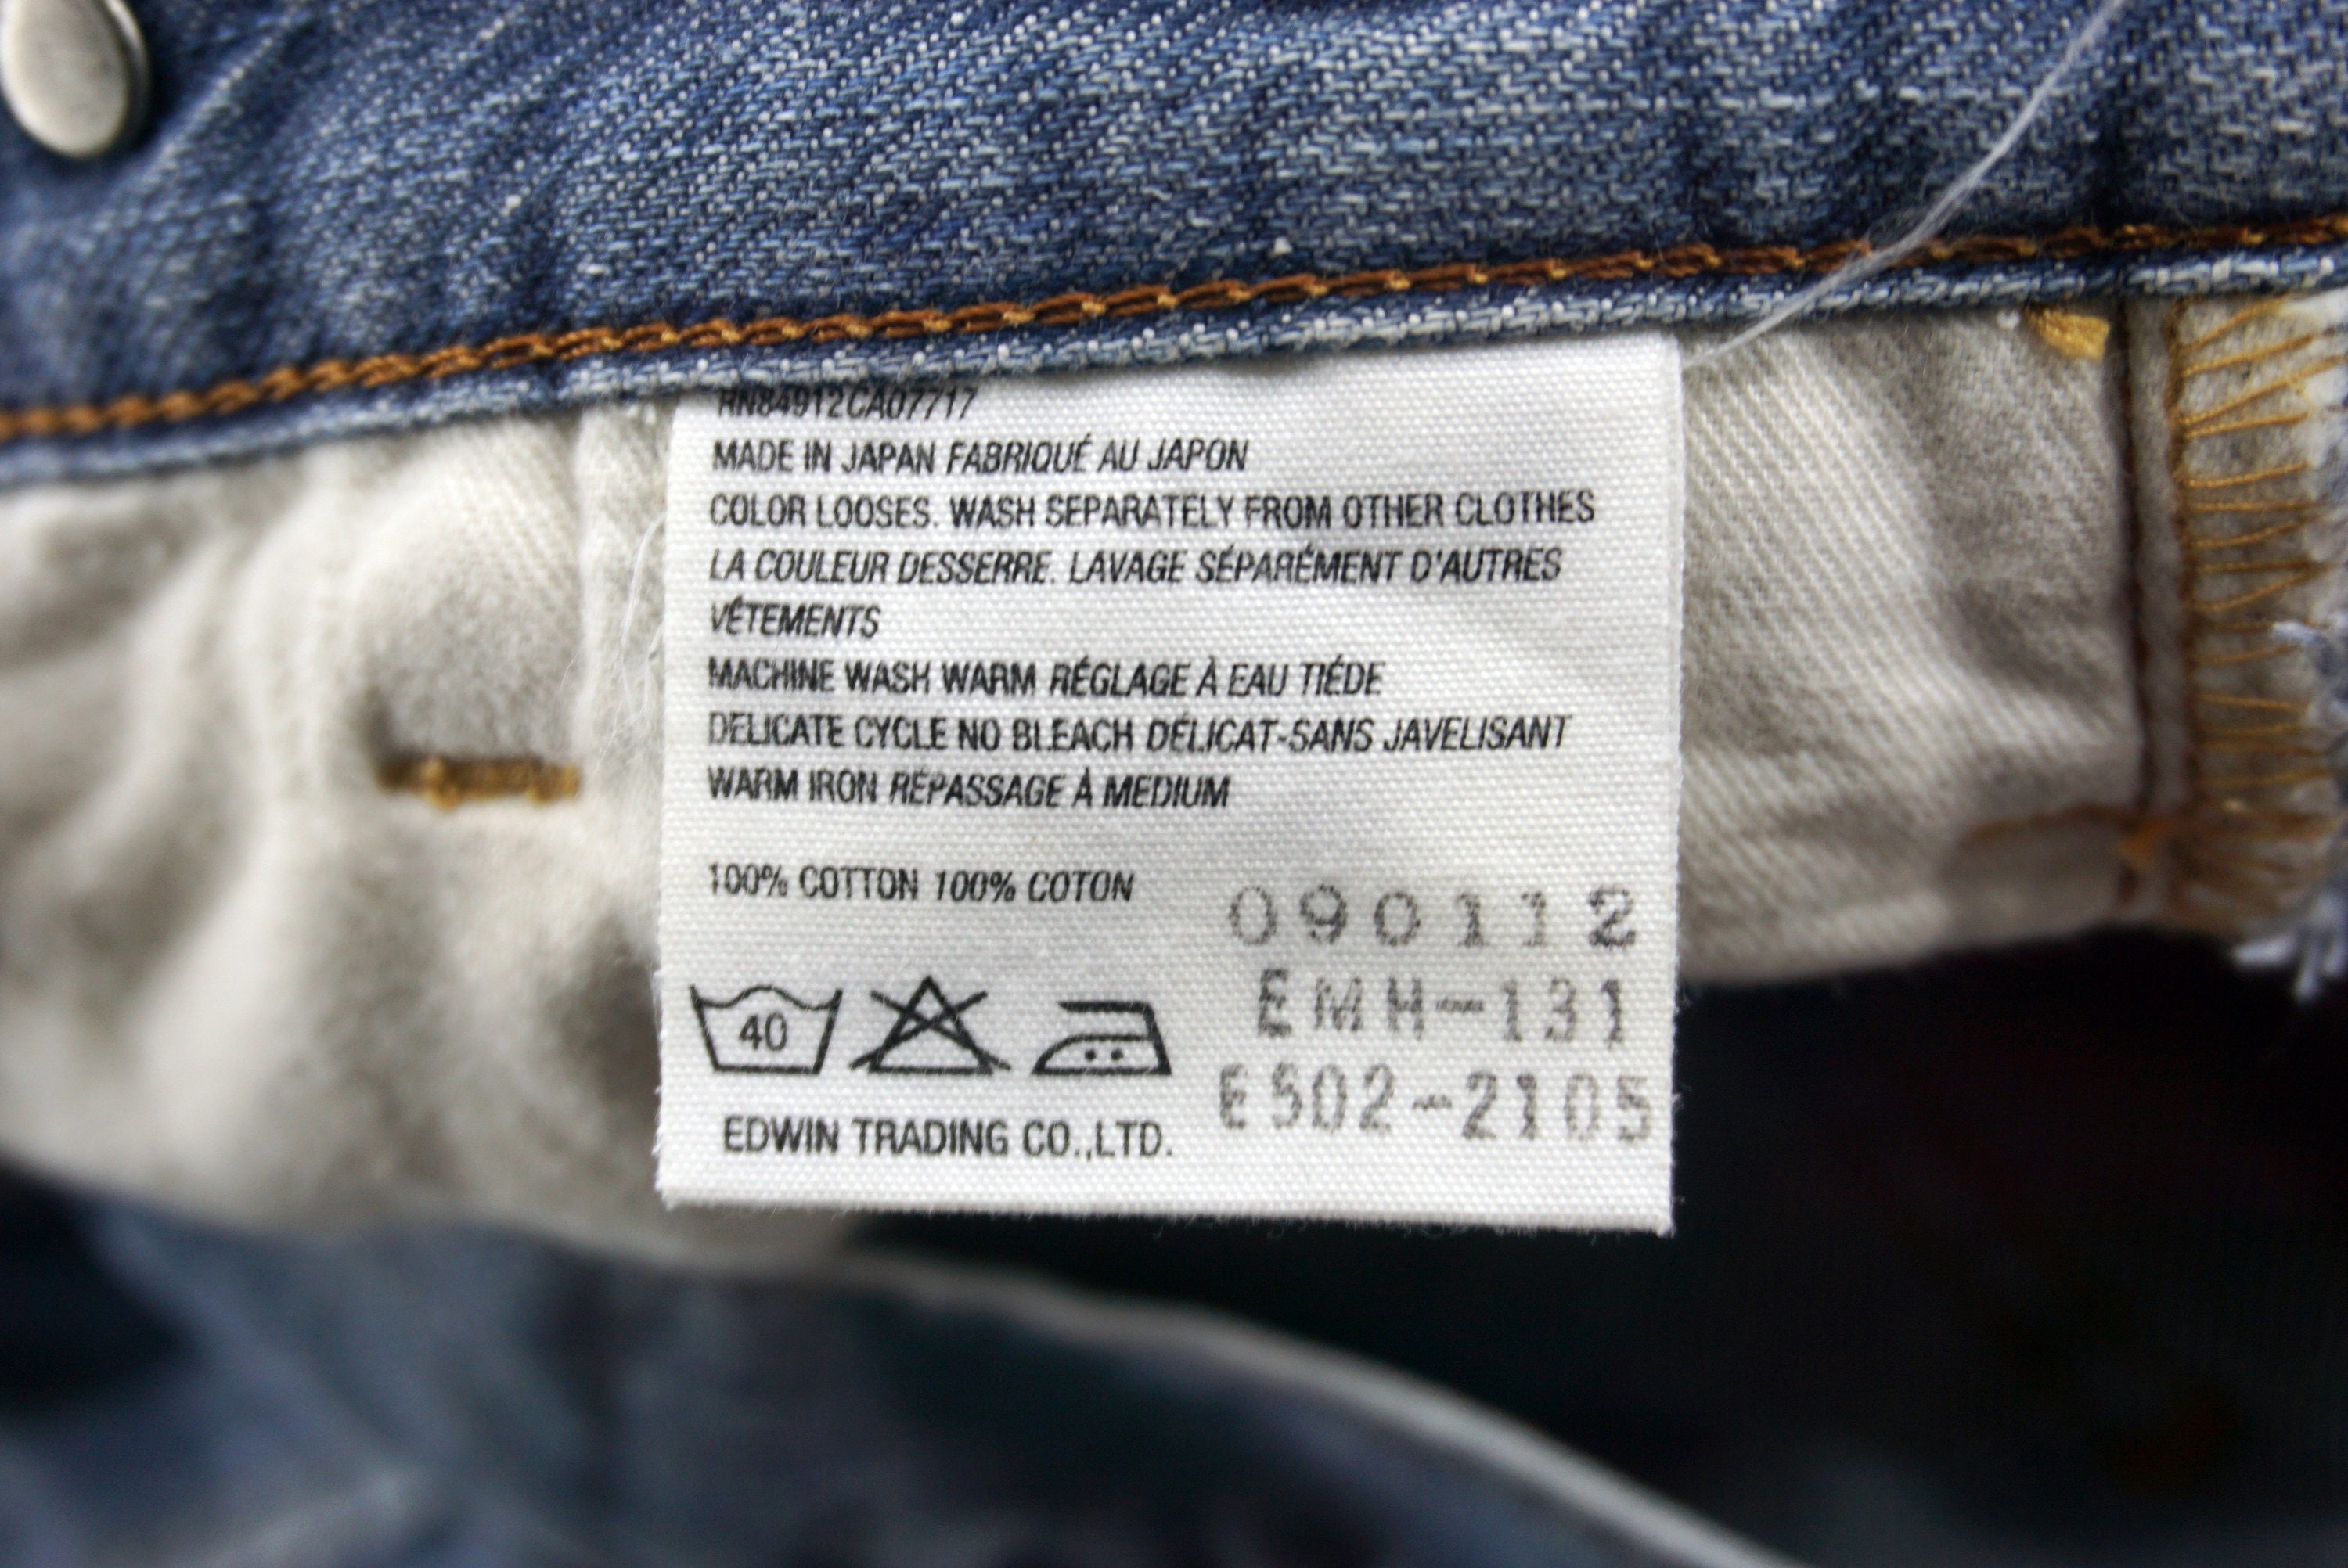 RN84912CA07717
MADE IN JAPAN FABRIQUÉ AU JAPON
COLOR LOOSES. WASH SEPARATELY FROM OTHER CLOTHES
LA COULEUR DESSERRE. LAVAGE SÉPARÉMENT D'AUTRES
VÊTEMENTS
MACHINE WASH WARM RÉGLAGE À EAU TIÉDE
DELICATE CYCLE NO BLEACH DÉLICAT-SANS JAVELISANT
WARM IRON RÉPASSAGE À MEDIUM
100% COTTON 100% COTON
090112
EMH-131
E502-2105
40
EDWIN TRADING CO.,LTD.